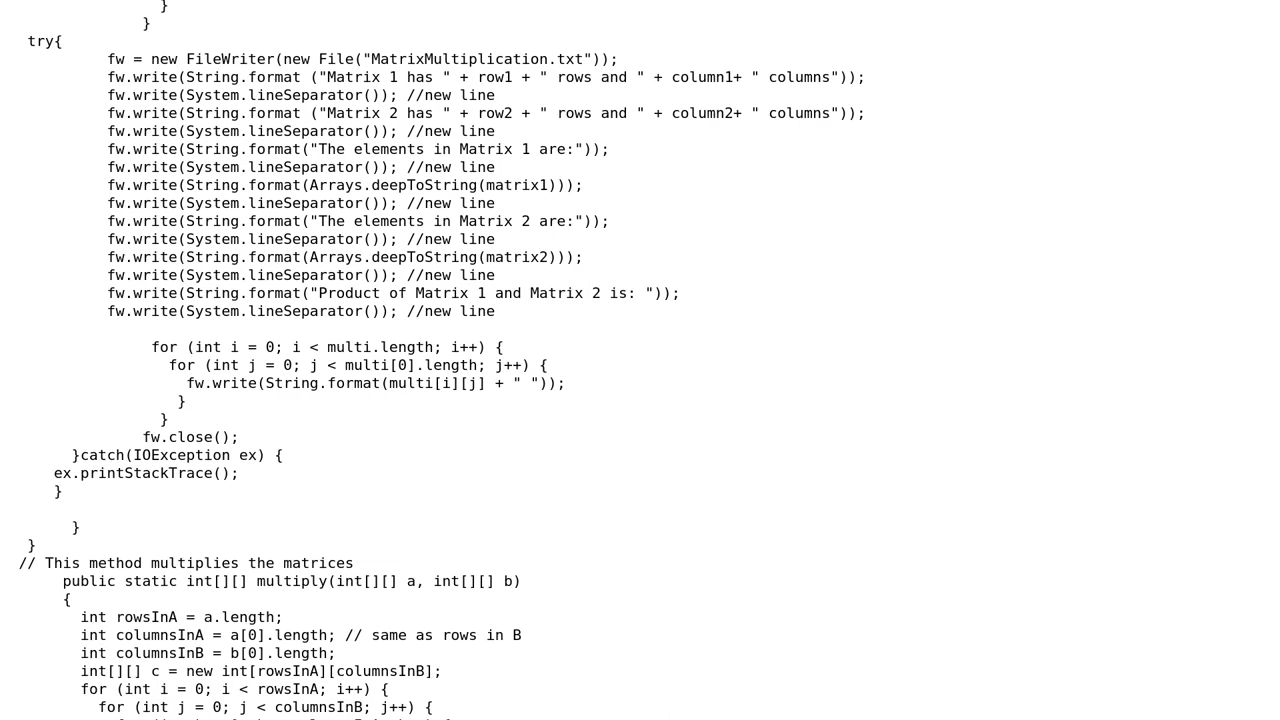 }
}
try{
fw = new FileWriter(new File("MatrixMultiplication.txt"));
fw.write(String.format ("Matrix 1 has " + row1 + " rows and " + column1+ " columns"));
fw.write(System.lineSeparator()); //new line
fw.write(String.format ("Matrix 2 has " + row2 + " rows and " + column2+ " columns"));
fw.write(System.lineSeparator()); //new line
fw.write(String.format("The elements in Matrix 1 are:"));
fw.write(System.lineSeparator()); //new line
fw.write(String.format(Arrays.deepToString(matrix1)));
fw.write(System.lineSeparator()); //new line
fw.write(String.format("The elements in Matrix 2 are:"));
fw.write(System.lineSeparator()); //new line
fw.write(String.format(Arrays.deepToString(matrix2)));
fw.write(System.lineSeparator()); //new line
fw.write(String.format("Product of Matrix 1 and Matrix 2 is: "));
fw.write(System.lineSeparator()); //new line
for (int i = 0; i < multi.length; i++) {
for (int j = 0; j < multi[0].length; j++) {
fw.write(String.format(multi[i][j] + " "));
}
}
fw.close();
}catch(IOException ex) {
ex.printStackTrace();
}
}
}
// This method multiplies the matrices
public static int[][] multiply(int[][] a, int[][] b)
{
int rowsInA = a.length;
int columnsInA = a[0].length; // same as rows in B
int columnsInB = b[0].length;
int[][] c = new int[rowsInA][columnsInB];
for (int i = 0; i < rowsInA; i++) {
for (int j = 0; j < columnsInB; j++) {